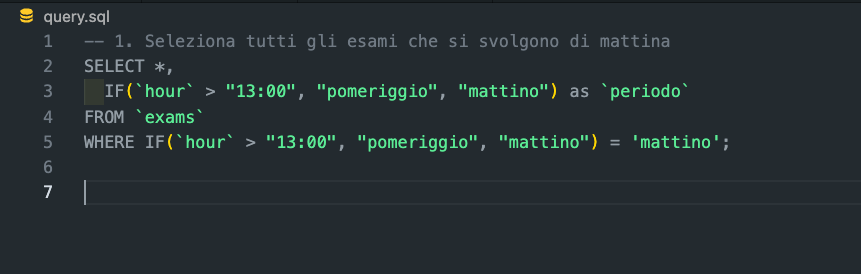 query.sql
1 -- 1. Seleziona tutti gli esami che si svolgono di mattina
2 SELECT *,
3   IF(`hour` > "13:00", "pomeriggio", "mattino") as `periodo`
4 FROM `exams`
5 WHERE IF(`hour` > "13:00", "pomeriggio", "mattino") = 'mattino';
6
7